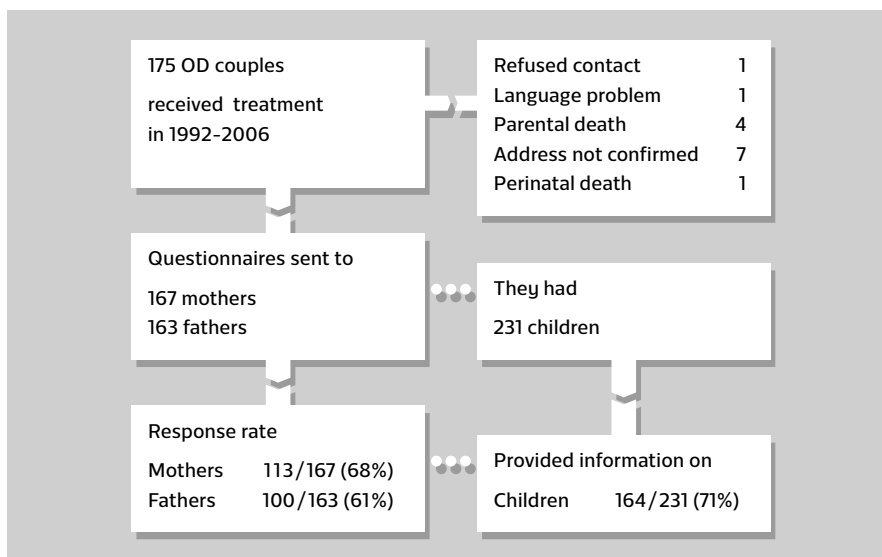 175 OD couples
received treatment
in 1992-2006
Refused contact 1
Language problem 1
Parental death 4
Address not confirmed 7
Perinatal death 1
Questionnaires sent to
167 mothers
163 fathers
They had
231 children
Response rate
Mothers 113/167 (68%)
Fathers 100/163 (61%)
Provided information on
Children 164/231 (71%)